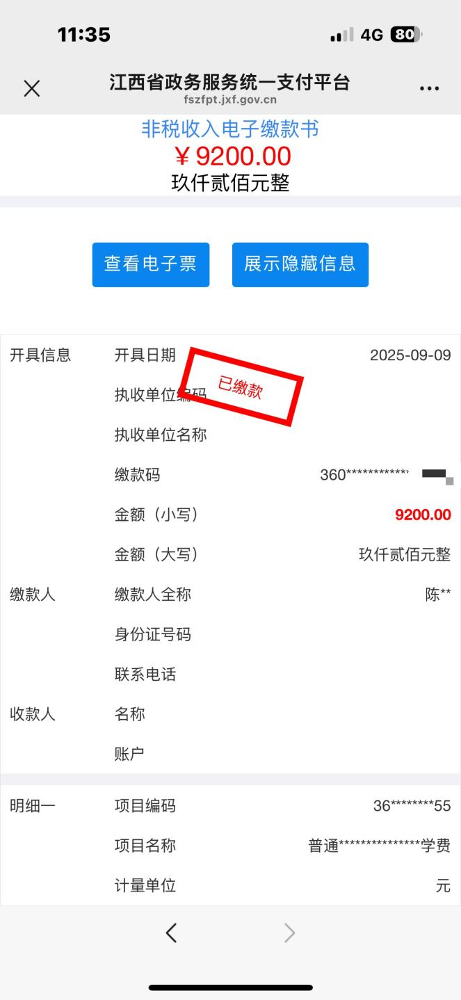 11:35
4G
80
江西省政务服务统一支付平台
fszfpt.jxf.gov.cn
非税收入电子缴款书
￥9200.00
玖仟贰佰元整
查看电子票
展示隐藏信息
开具信息 开具日期 2025-09-09
已缴款
执收单位编码
执收单位名称
缴款码 360***********
金额（小写） 9200.00
金额（大写） 玖仟贰佰元整
缴款人 缴款人全称 陈**
身份证号码
联系电话
收款人 名称
账户
明细一 项目编码 36********55
项目名称 普通***************学费
计量单位 元